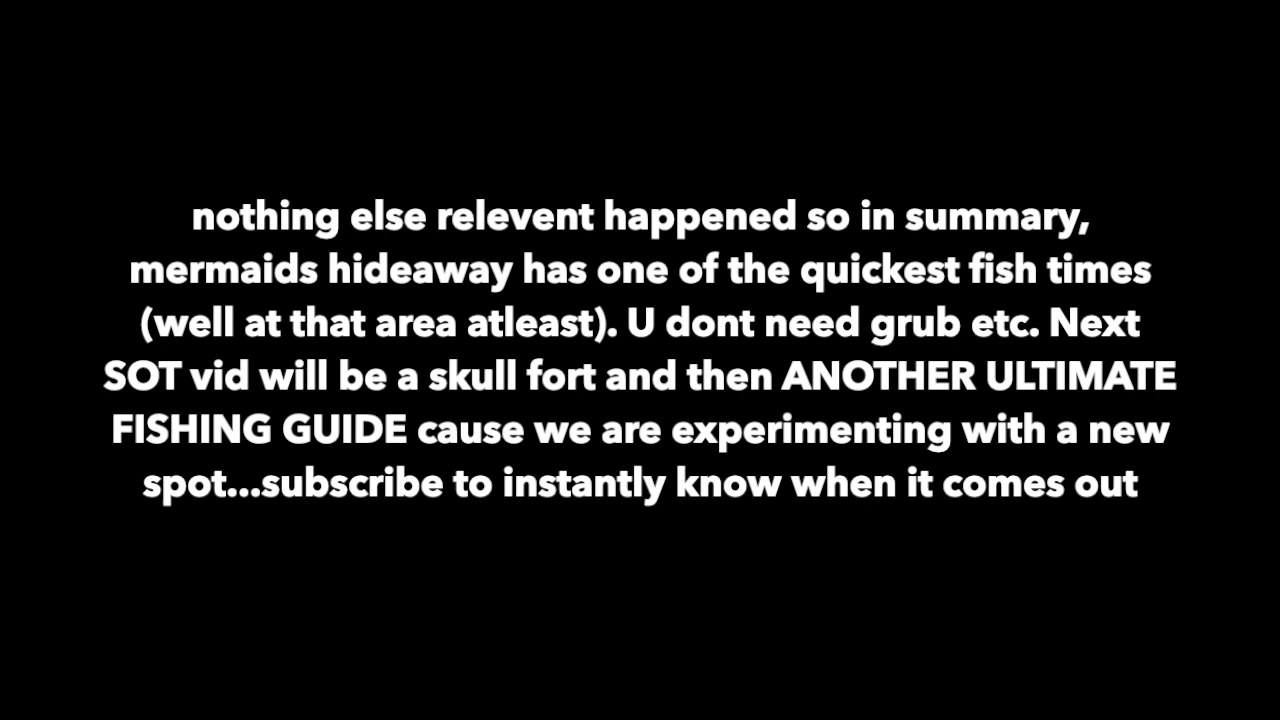 nothing else relevent happened so in summary,
mermaids hideaway has one of the quickest fish times
(well at that area atleast). U dont need grub etc. Next
SOT vid will be a skull fort and then ANOTHER ULTIMATE
FISHING GUIDE cause we are experimenting with a new
spot...subscribe to instantly know when it comes out